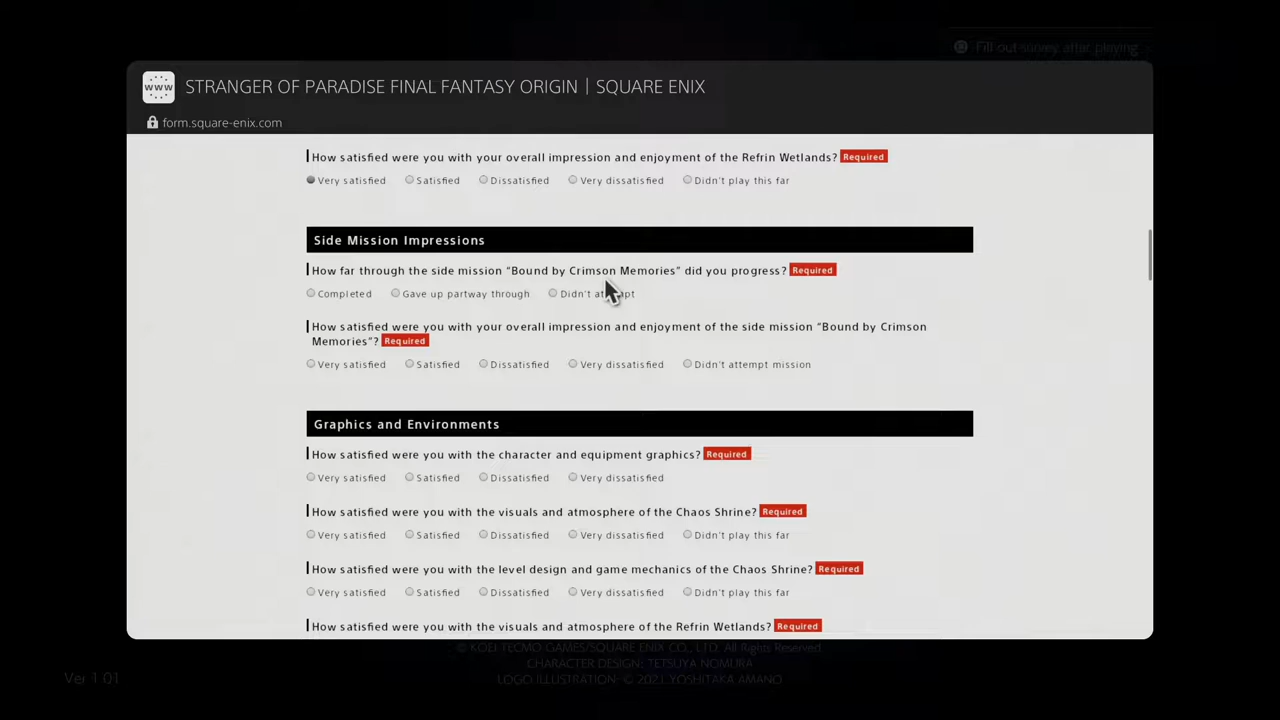 Fill out survey after playing
www
STRANGER OF PARADISE FINAL FANTASY ORIGIN | SQUARE ENIX
form.square-enix.com
How satisfied were you with your overall impression and enjoyment of the Refrin Wetlands? Required
Very satisfied Satisfied Dissatisfied Very dissatisfied Didn't play this far
Side Mission Impressions
How far through the side mission “Bound by Crimson Memories” did you progress? Required
Completed Gave up partway through Didn't attempt
How satisfied were you with your overall impression and enjoyment of the side mission “Bound by Crimson
Memories”? Required
Very satisfied Satisfied Dissatisfied Very dissatisfied Didn't attempt mission
Graphics and Environments
How satisfied were you with the character and equipment graphics? Required
Very satisfied Satisfied Dissatisfied Very dissatisfied
How satisfied were you with the visuals and atmosphere of the Chaos Shrine? Required
Very satisfied Satisfied Dissatisfied Very dissatisfied Didn't play this far
How satisfied were you with the level design and game mechanics of the Chaos Shrine? Required
Very satisfied Satisfied Dissatisfied Very dissatisfied Didn't play this far
How satisfied were you with the visuals and atmosphere of the Refrin Wetlands? Required
© KOEI TECMO GAMES/SQUARE ENIX CO., LTD. All Rights Reserved.
CHARACTER DESIGN: TETSUYA NOMURA
LOGO ILLUSTRATION: © 2021 YOSHITAKA AMANO
Ver 1.01